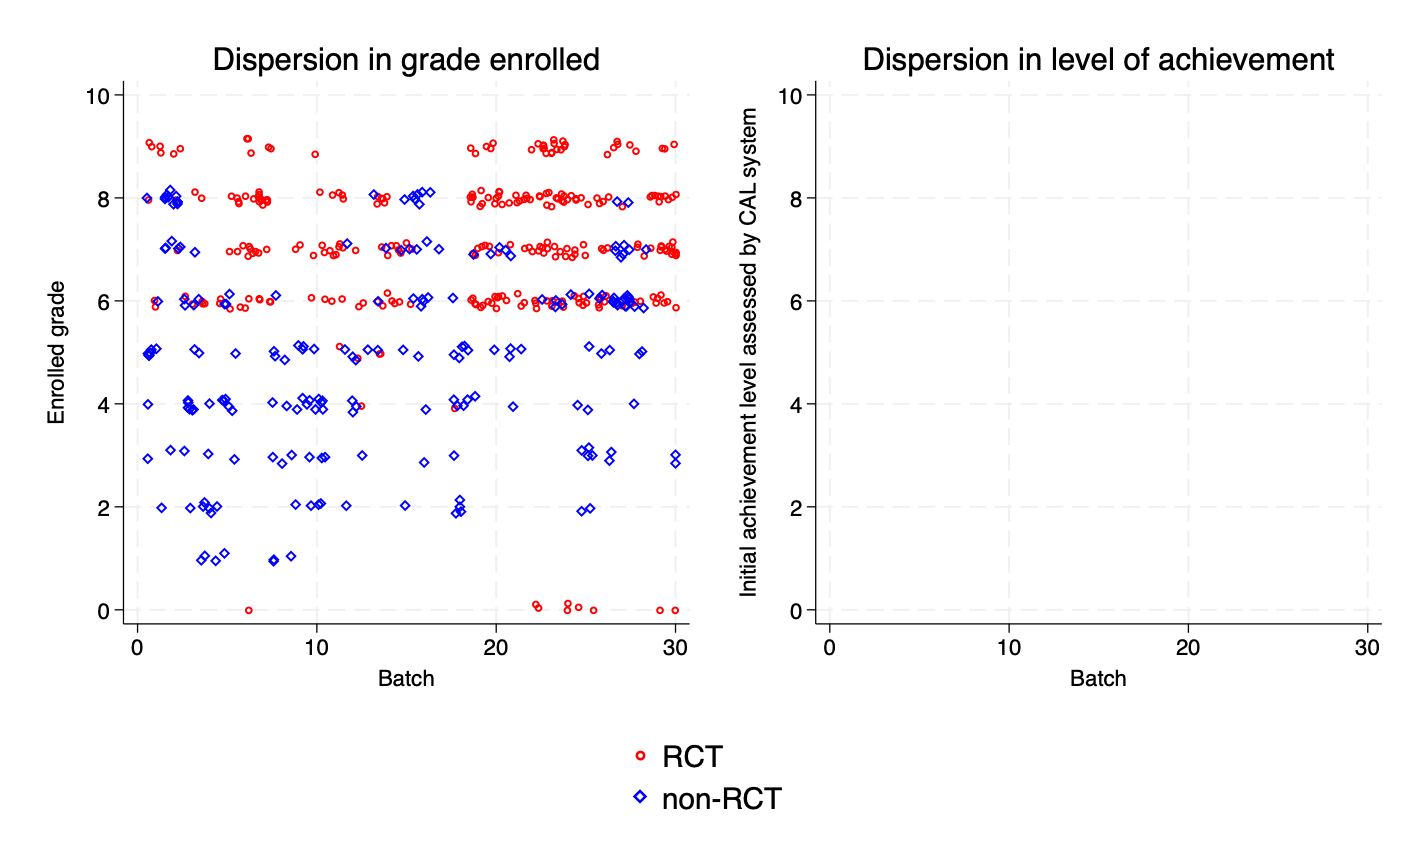 Dispersion in grade enrolled
Enrolled grade
10
8
6
4
2
0
0 10 20 30
Batch
Dispersion in level of achievement
Initial achievement level assessed by CAL system
10
8
6
4
2
0
0 10 20 30
Batch
RCT
non-RCT